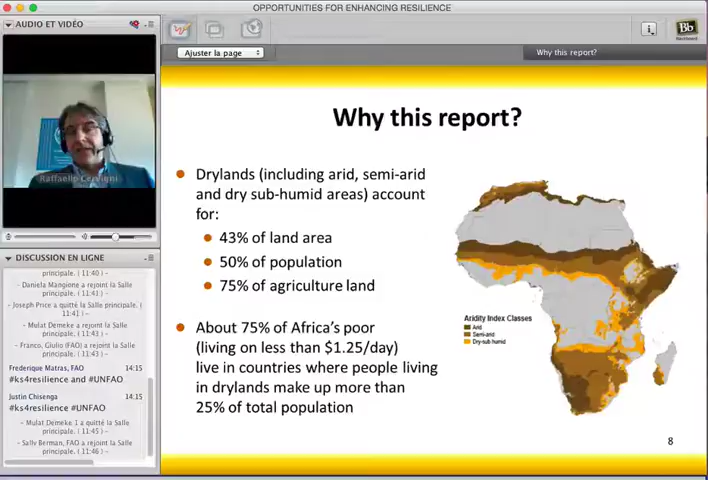 OPPORTUNITIES FOR ENHANCING RESILIENCE
AUDIO ET VIDÉO
Raffaello Cervigni
DISCUSSION EN LIGNE
principale. ( 11:40 ) -
Daniela Mangione a rejoint la Salle
principale. ( 11:41 ) -
Joseph Price a quitté la Salle principale. (
11:41 ) -
- Mulat Demeke a rejoint la Salle
principale. ( 11:43 ) -
- Franco, Giulio (FAO) a rejoint la Salle
principale. ( 11:43 ) -
Frederique Matras, FAO 14:15
#ks4resilience and #UNFAO
Justin Chisenga 14:15
#ks4resilience #UNFAO
- Mulat Demeke 1 a quitté la Salle
principale. ( 11:45 ) -
- Sally Berman, FAO a rejoint la Salle
principale. ( 11:46 ) -
Ajuster la page
Why this report?
Bb
Why this report?
Drylands (including arid, semi-arid
and dry sub-humid areas) account
for:
43% of land area
50% of population
75% of agriculture land
About 75% of Africa's poor
(living on less than $1.25/day)
live in countries where people living
in drylands make up more than
25% of total population
Aridity Index Classes
Arid
Semi-arid
Dry-sub-humid
8